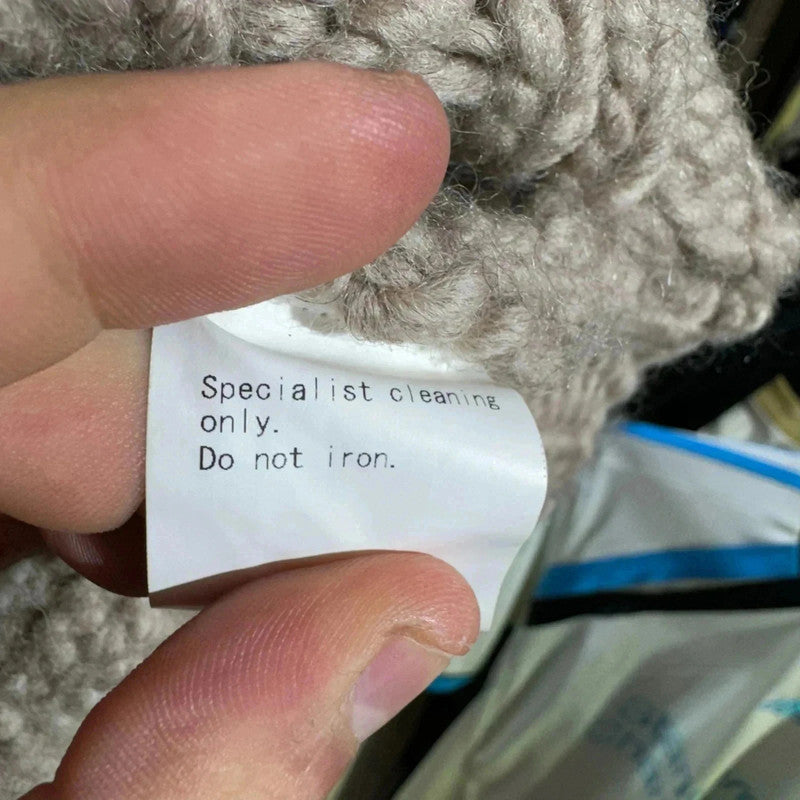 Specialist cleaning
only.
Do not iron.